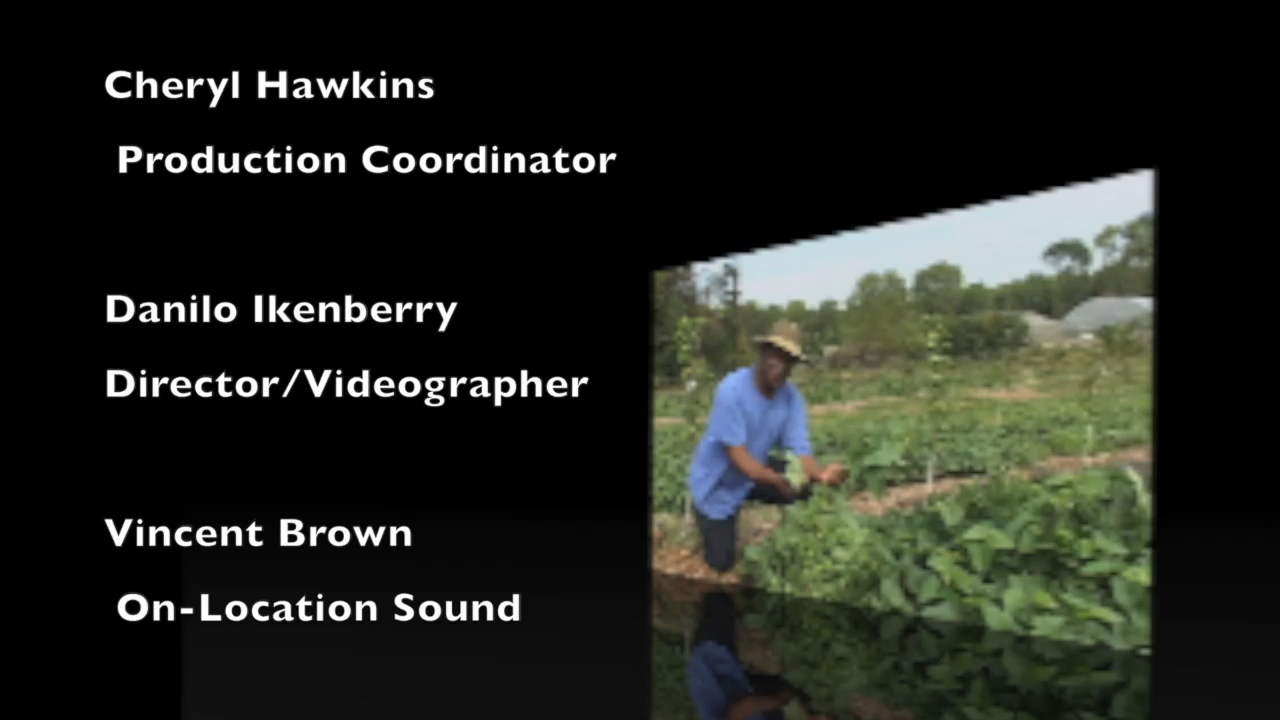 Cheryl Hawkins
Production Coordinator
Danilo Ikenberry
Director/Videographer
Vincent Brown
On-Location Sound